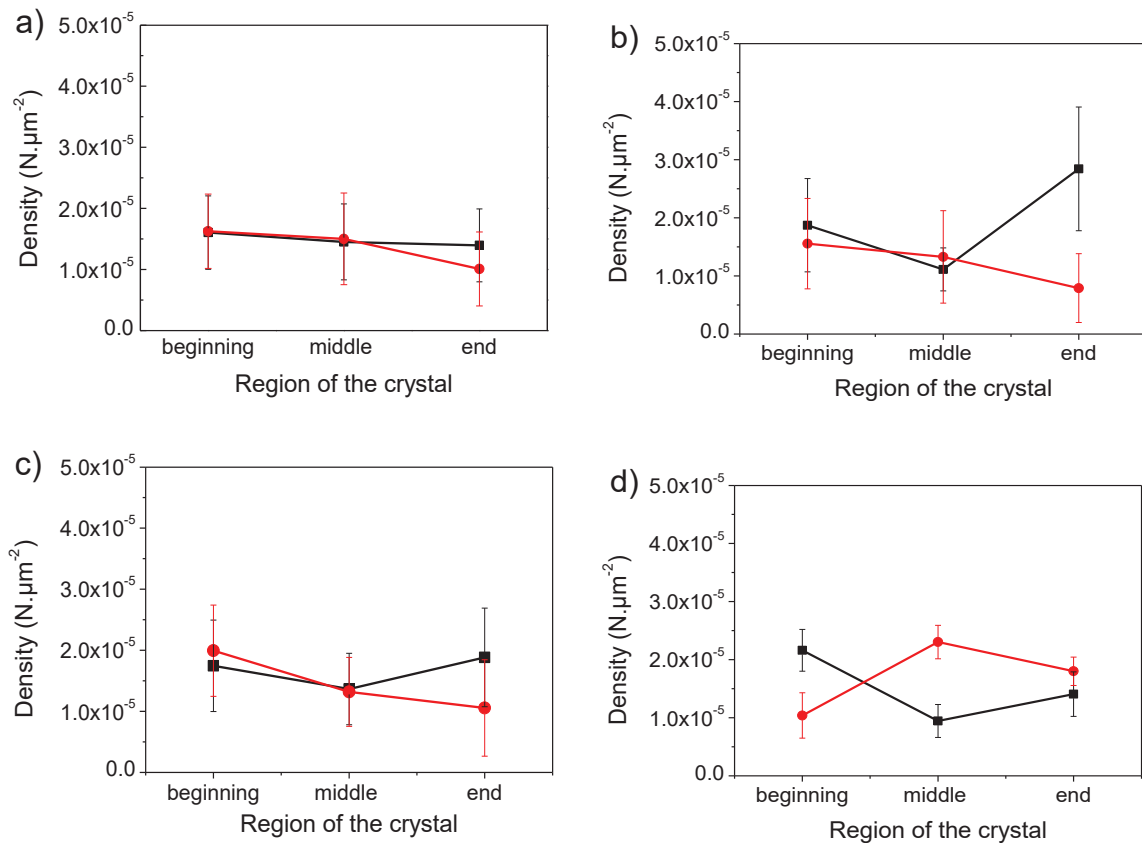 a)
Density (N.µm⁻²)
5.0x10⁻⁵
4.0x10⁻⁵
3.0x10⁻⁵
2.0x10⁻⁵
1.0x10⁻⁵
0.0
beginning middle end
Region of the crystal
b)
Density (N.µm⁻²)
5.0x10⁻⁵
4.0x10⁻⁵
3.0x10⁻⁵
2.0x10⁻⁵
1.0x10⁻⁵
0.0
beginning middle end
Region of the crystal
c)
Density (N.µm⁻²)
5.0x10⁻⁵
4.0x10⁻⁵
3.0x10⁻⁵
2.0x10⁻⁵
1.0x10⁻⁵
0.0
beginning middle end
Region of the crystal
d)
Density (N.µm⁻²)
5.0x10⁻⁵
4.0x10⁻⁵
3.0x10⁻⁵
2.0x10⁻⁵
1.0x10⁻⁵
0.0
beginning middle end
Region of the crystal